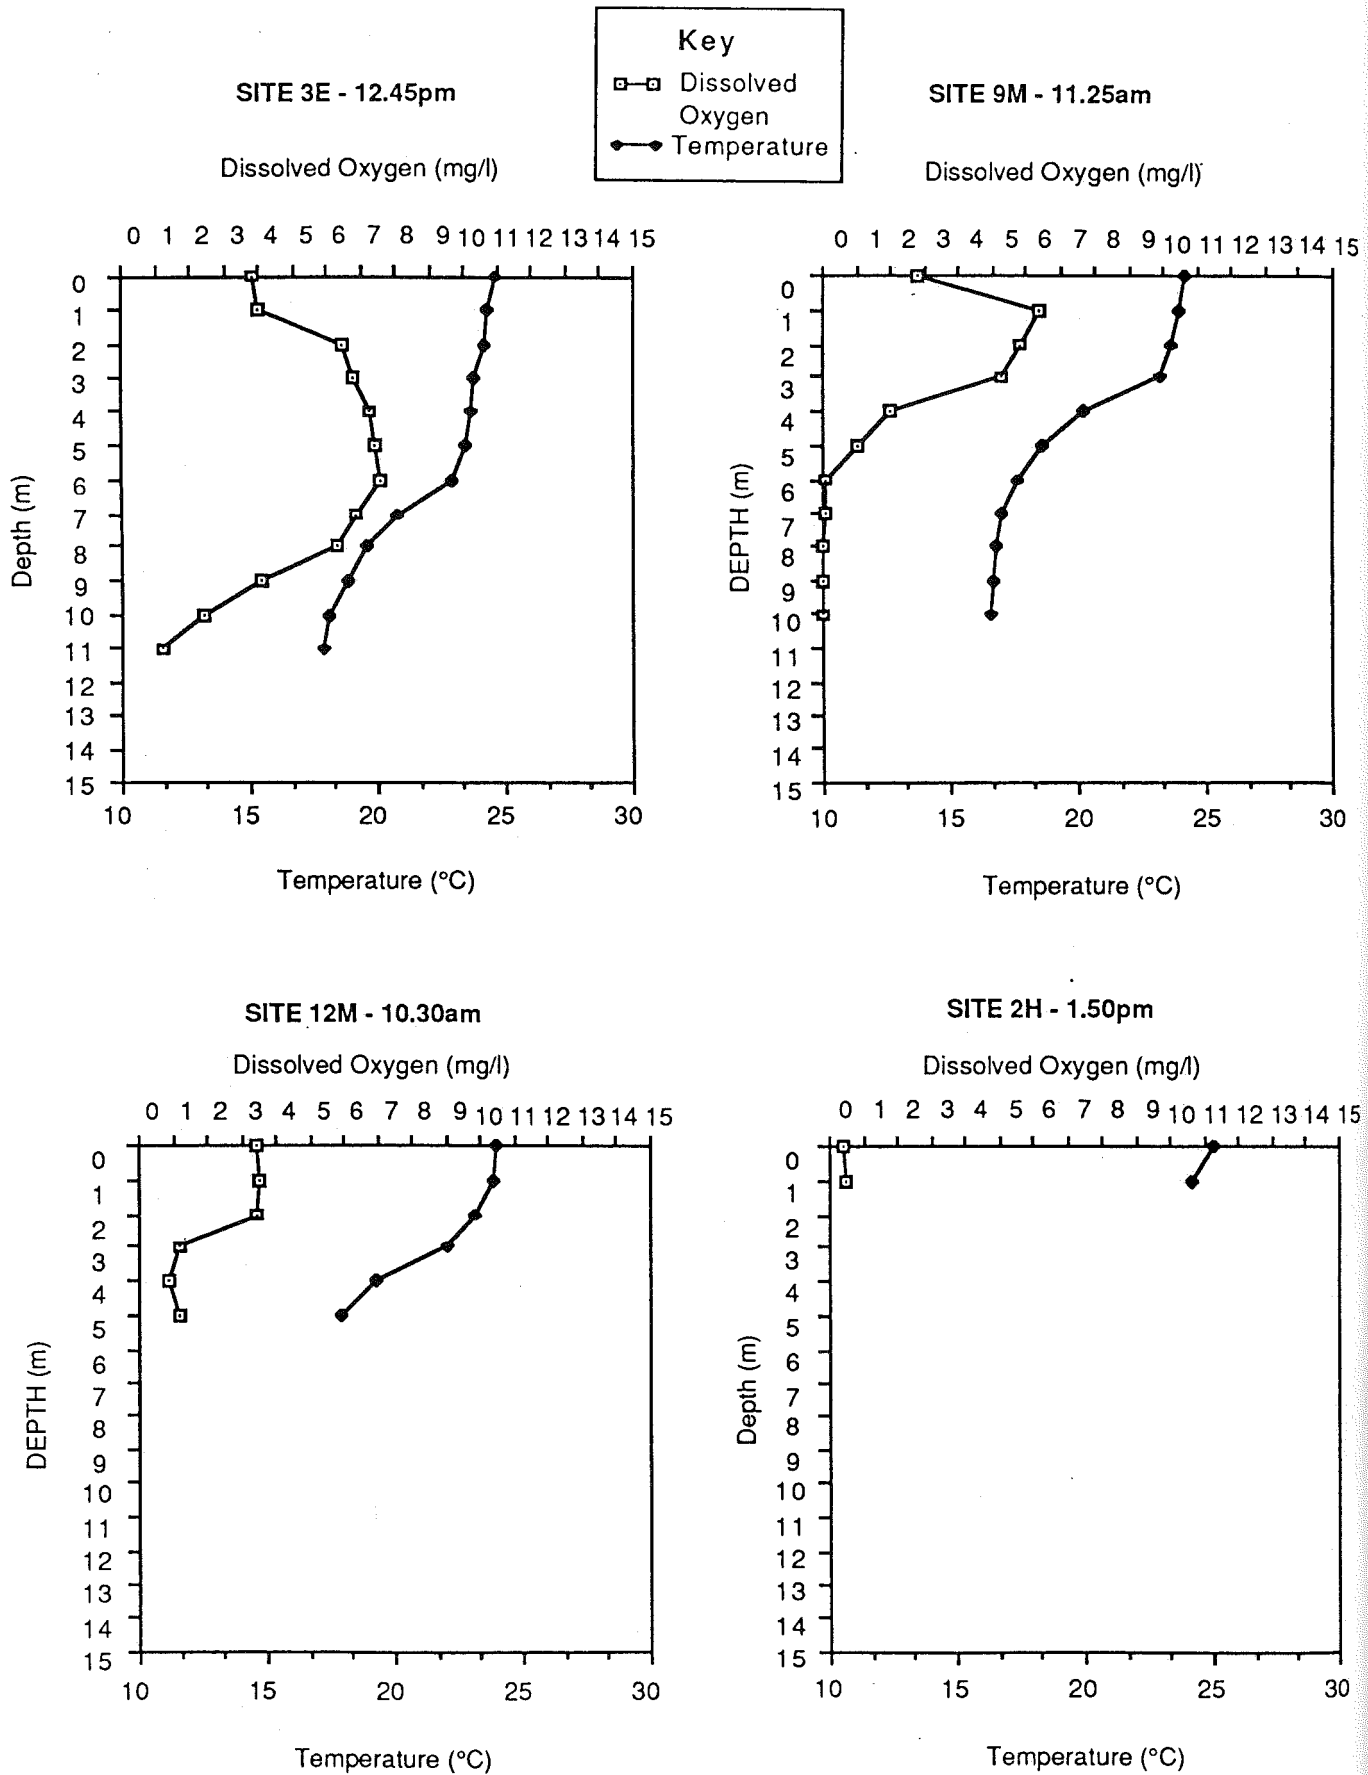 Key
Dissolved
Oxygen
Temperature
SITE 3E - 12.45pm
Dissolved Oxygen (mg/l)
0 1 2 3 4 5 6 7 8 9 10 11 12 13 14 15
0
1
2
3
4
5
6
7
8
9
10
11
12
13
14
15
Depth (m)
10 15 20 25 30
Temperature (°C)
SITE 9M - 11.25am
Dissolved Oxygen (mg/l)
0 1 2 3 4 5 6 7 8 9 10 11 12 13 14 15
0
1
2
3
4
5
6
7
8
9
10
11
12
13
14
15
DEPTH (m)
10 15 20 25 30
Temperature (°C)
SITE 12M - 10.30am
Dissolved Oxygen (mg/l)
0 1 2 3 4 5 6 7 8 9 10 11 12 13 14 15
0
1
2
3
4
5
6
7
8
9
10
11
12
13
14
15
DEPTH (m)
10 15 20 25 30
Temperature (°C)
SITE 2H - 1.50pm
Dissolved Oxygen (mg/l)
0 1 2 3 4 5 6 7 8 9 10 11 12 13 14 15
0
1
2
3
4
5
6
7
8
9
10
11
12
13
14
15
Depth (m)
10 15 20 25 30
Temperature (°C)